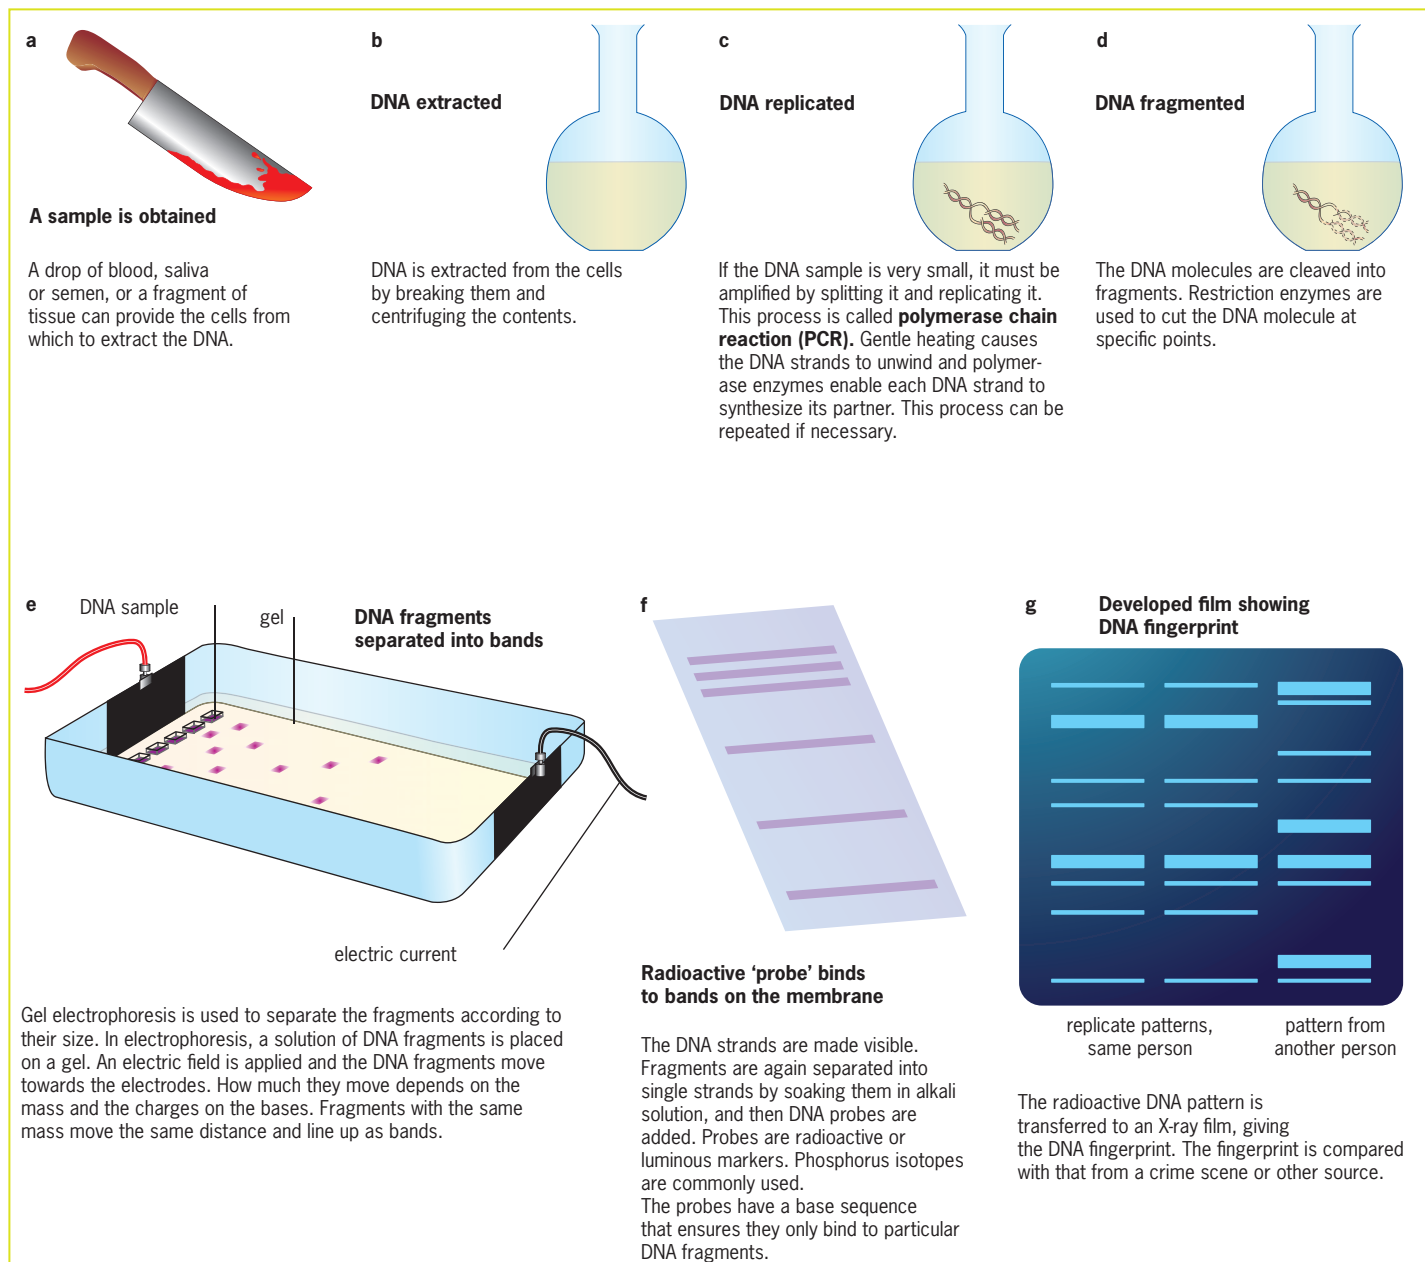 a
A sample is obtained
A drop of blood, saliva
or semen, or a fragment of
tissue can provide the cells from
which to extract the DNA.
b
DNA extracted
DNA is extracted from the cells
by breaking them and
centrifuging the contents.
c
DNA replicated
If the DNA sample is very small, it must be
amplified by splitting it and replicating it.
This process is called polymerase chain
reaction (PCR). Gentle heating causes
the DNA strands to unwind and polymer-
ase enzymes enable each DNA strand to
synthesize its partner. This process can be
repeated if necessary.
d
DNA fragmented
The DNA molecules are cleaved into
fragments. Restriction enzymes are
used to cut the DNA molecule at
specific points.
e
DNA sample
gel
DNA fragments
separated into bands
electric current
Gel electrophoresis is used to separate the fragments according to
their size. In electrophoresis, a solution of DNA fragments is placed
on a gel. An electric field is applied and the DNA fragments move
towards the electrodes. How much they move depends on the
mass and the charges on the bases. Fragments with the same
mass move the same distance and line up as bands.
f
Radioactive ‘probe’ binds
to bands on the membrane
The DNA strands are made visible.
Fragments are again separated into
single strands by soaking them in alkali
solution, and then DNA probes are
added. Probes are radioactive or
luminous markers. Phosphorus isotopes
are commonly used.
The probes have a base sequence
that ensures they only bind to particular
DNA fragments.
g
Developed film showing
DNA fingerprint
replicate patterns,
same person
pattern from
another person
The radioactive DNA pattern is
transferred to an X-ray film, giving
the DNA fingerprint. The fingerprint is compared
with that from a crime scene or other source.